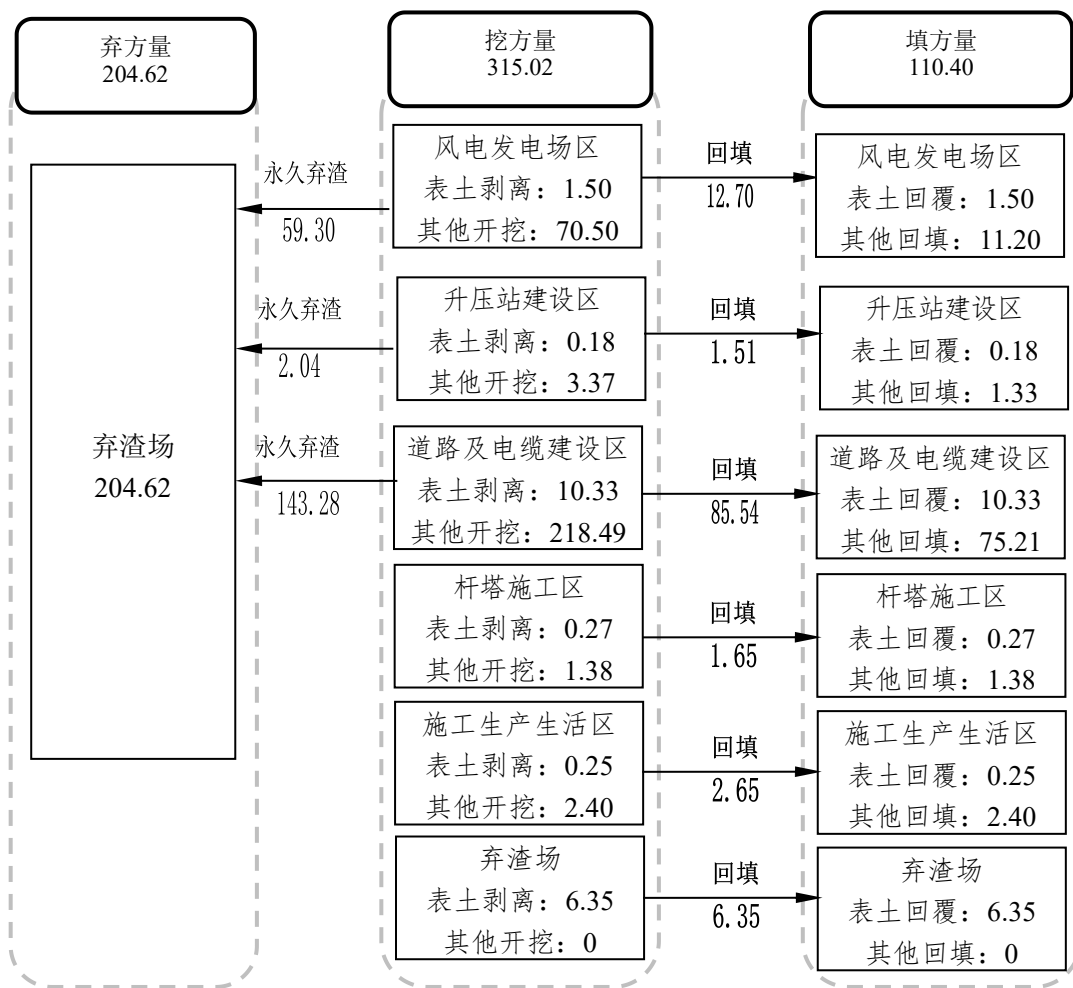 弃方量
204.62
挖方量
315.02
填方量
110.40
弃渣场
204.62
永久弃渣
59.30
风电发电场区
表土剥离：1.50
其他开挖：70.50
回填
12.70
风电发电场区
表土回覆：1.50
其他回填：11.20
永久弃渣
2.04
升压站建设区
表土剥离：0.18
其他开挖：3.37
回填
1.51
升压站建设区
表土回覆：0.18
其他回填：1.33
永久弃渣
143.28
道路及电缆建设区
表土剥离：10.33
其他开挖：218.49
回填
85.54
道路及电缆建设区
表土回覆：10.33
其他回填：75.21
杆塔施工区
表土剥离：0.27
其他开挖：1.38
回填
1.65
杆塔施工区
表土回覆：0.27
其他回填：1.38
施工生产生活区
表土剥离：0.25
其他开挖：2.40
回填
2.65
施工生产生活区
表土回覆：0.25
其他回填：2.40
弃渣场
表土剥离：6.35
其他开挖：0
回填
6.35
弃渣场
表土回覆：6.35
其他回填：0